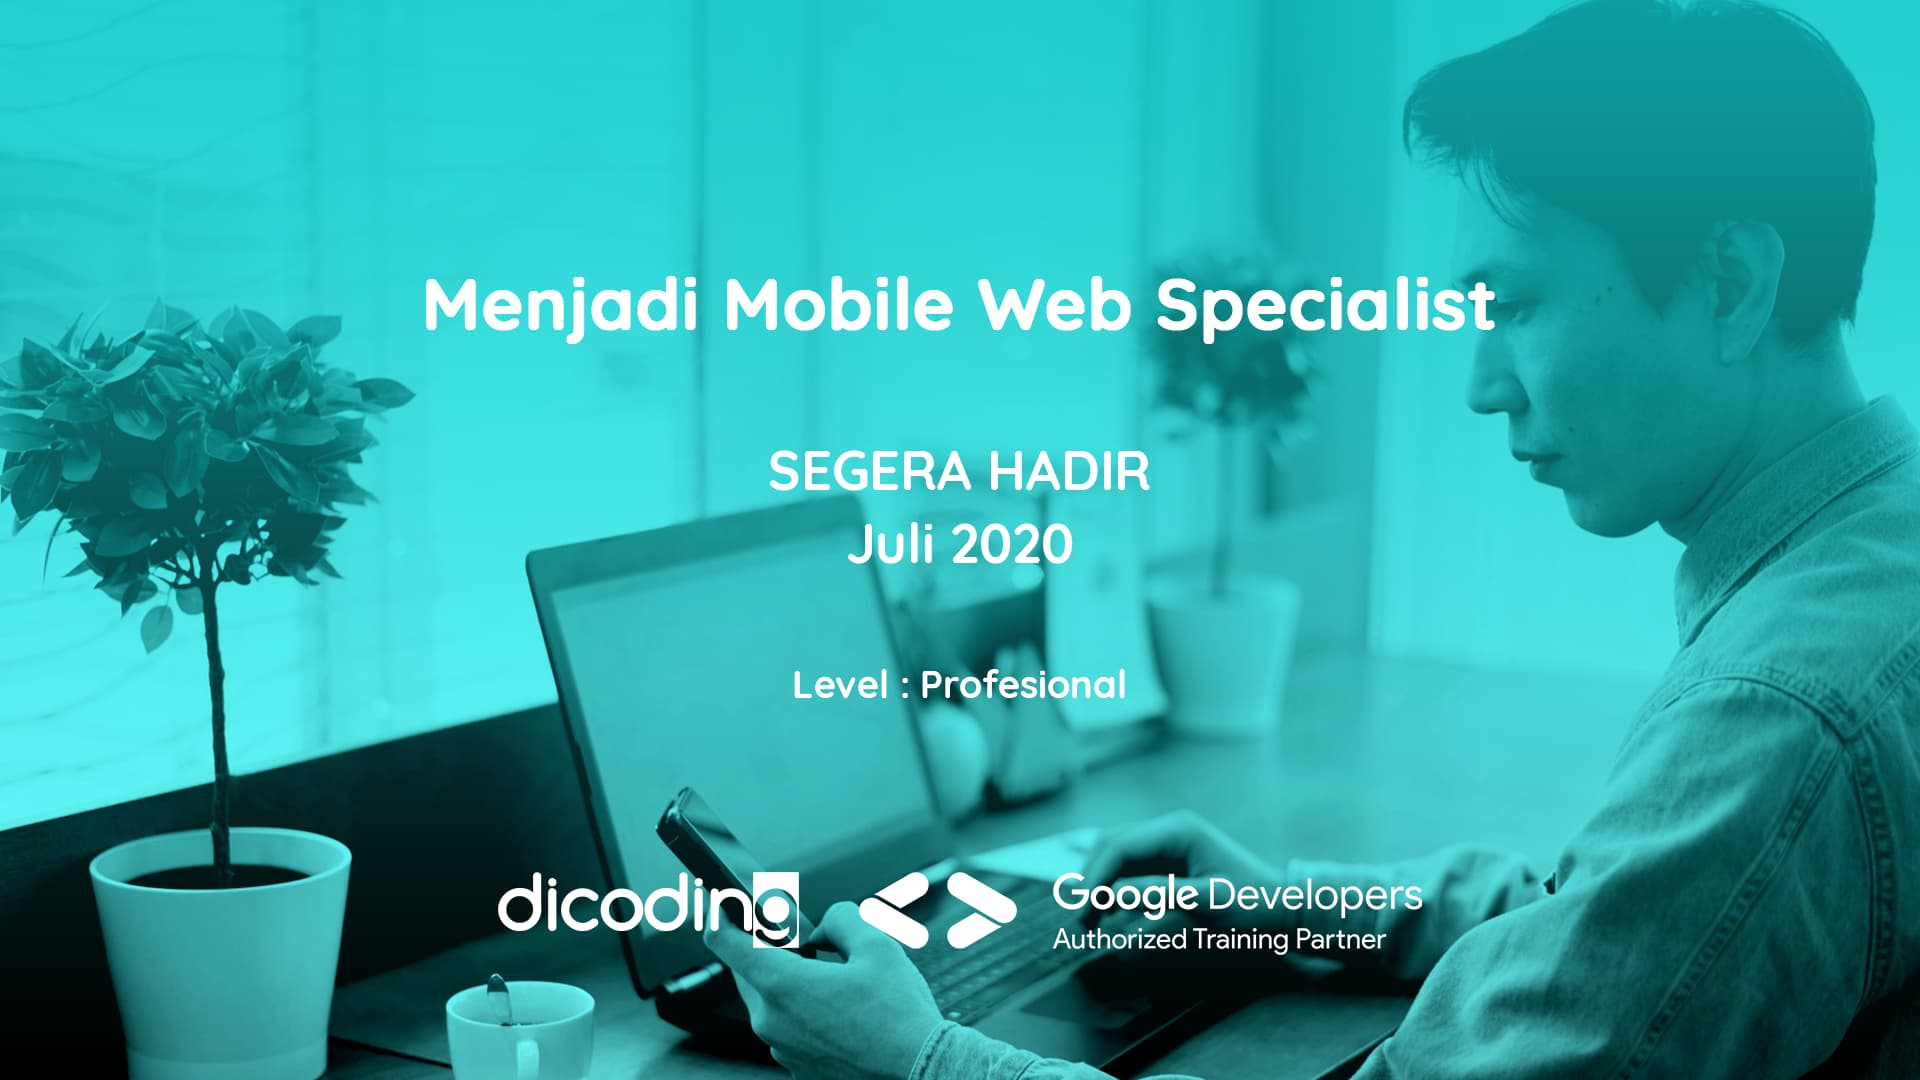 Menjadi Mobile Web Specialist
SEGERA HADIR
Juli 2020
Level : Profesional
dicoding
Google Developers
Authorized Training Partner